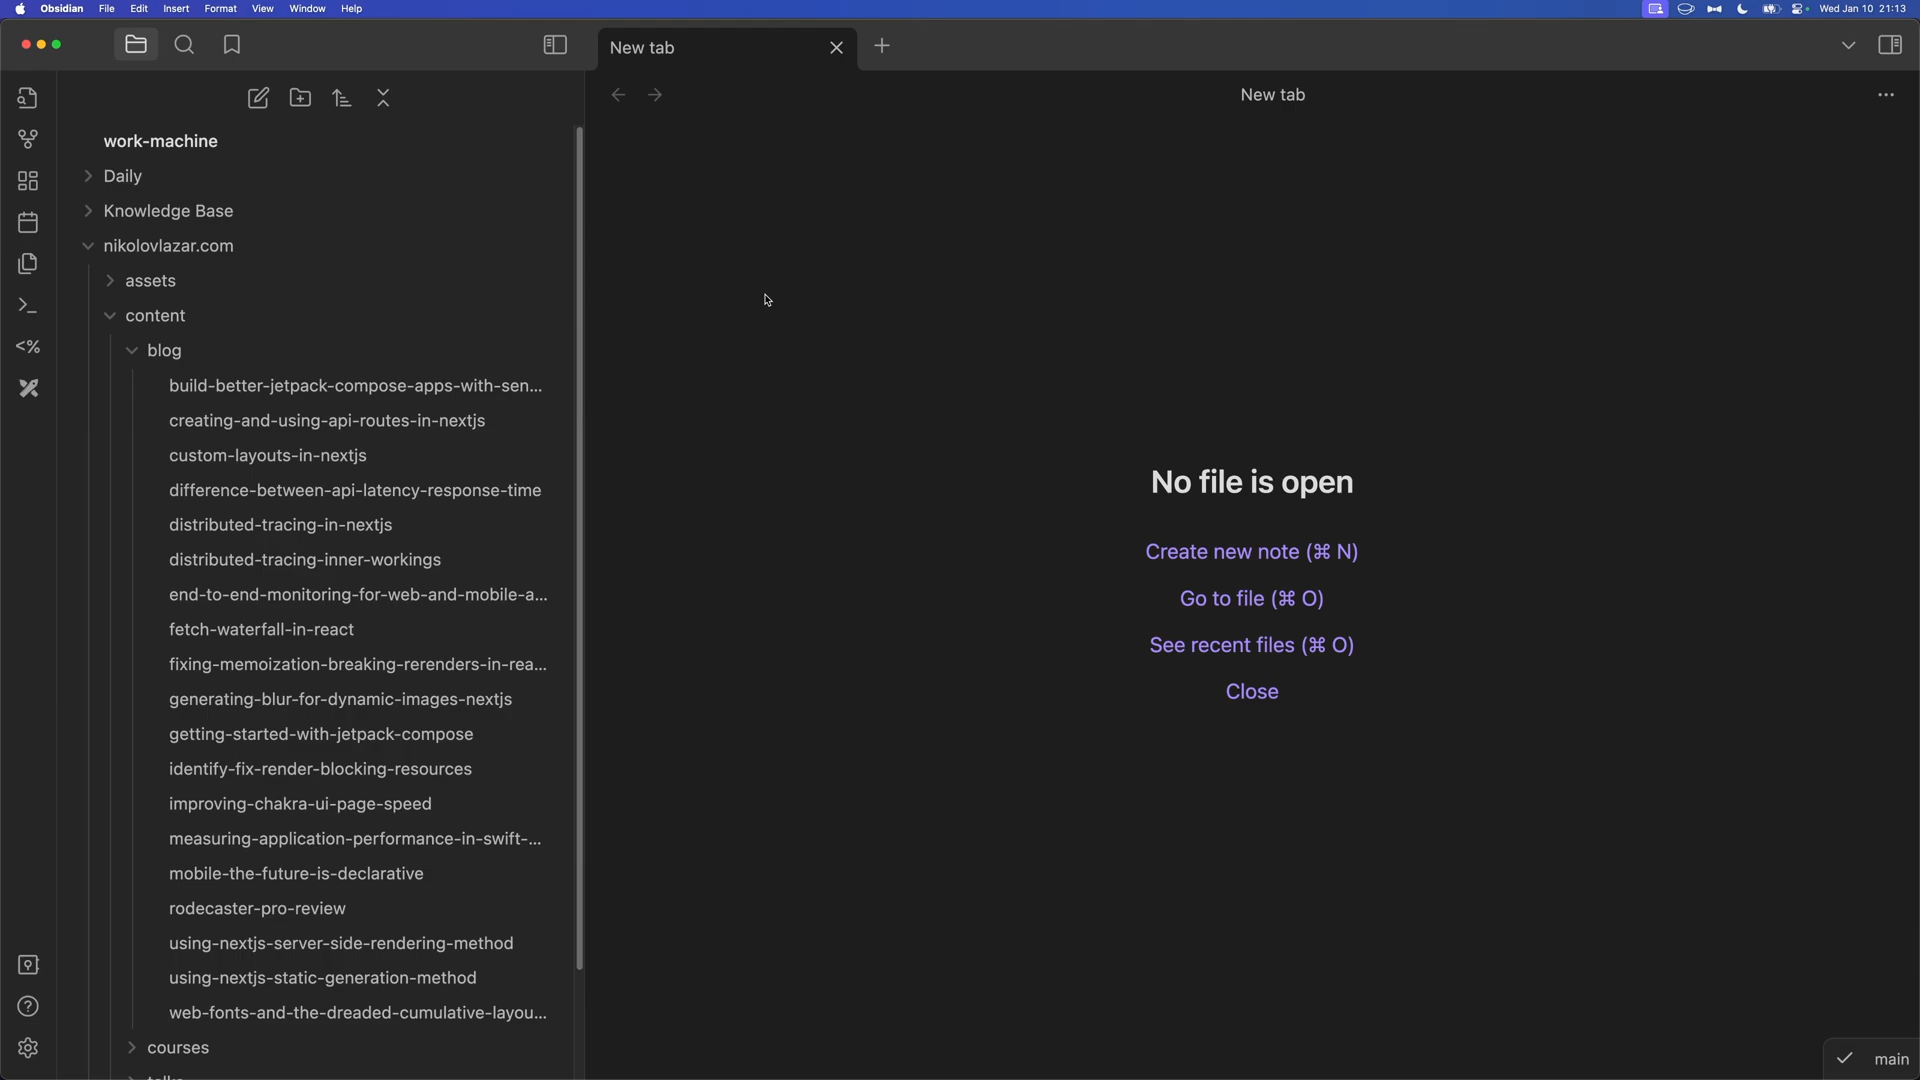 Obsidian File Edit Insert Format View Window Help Wed Jan 10 21:13
New tab
New tab
work-machine
Daily
Knowledge Base
nikolovlazar.com
assets
content
blog
build-better-jetpack-compose-apps-with-sen...
creating-and-using-api-routes-in-nextjs
custom-layouts-in-nextjs
difference-between-api-latency-response-time
distributed-tracing-in-nextjs
distributed-tracing-inner-workings
end-to-end-monitoring-for-web-and-mobile-a...
fetch-waterfall-in-react
fixing-memoization-breaking-rerenders-in-rea...
generating-blur-for-dynamic-images-nextjs
getting-started-with-jetpack-compose
identify-fix-render-blocking-resources
improving-chakra-ui-page-speed
measuring-application-performance-in-swift-...
mobile-the-future-is-declarative
rodecaster-pro-review
using-nextjs-server-side-rendering-method
using-nextjs-static-generation-method
web-fonts-and-the-dreaded-cumulative-layou...
courses
No file is open
Create new note (⌘ N)
Go to file (⌘ O)
See recent files (⌘ O)
Close
main